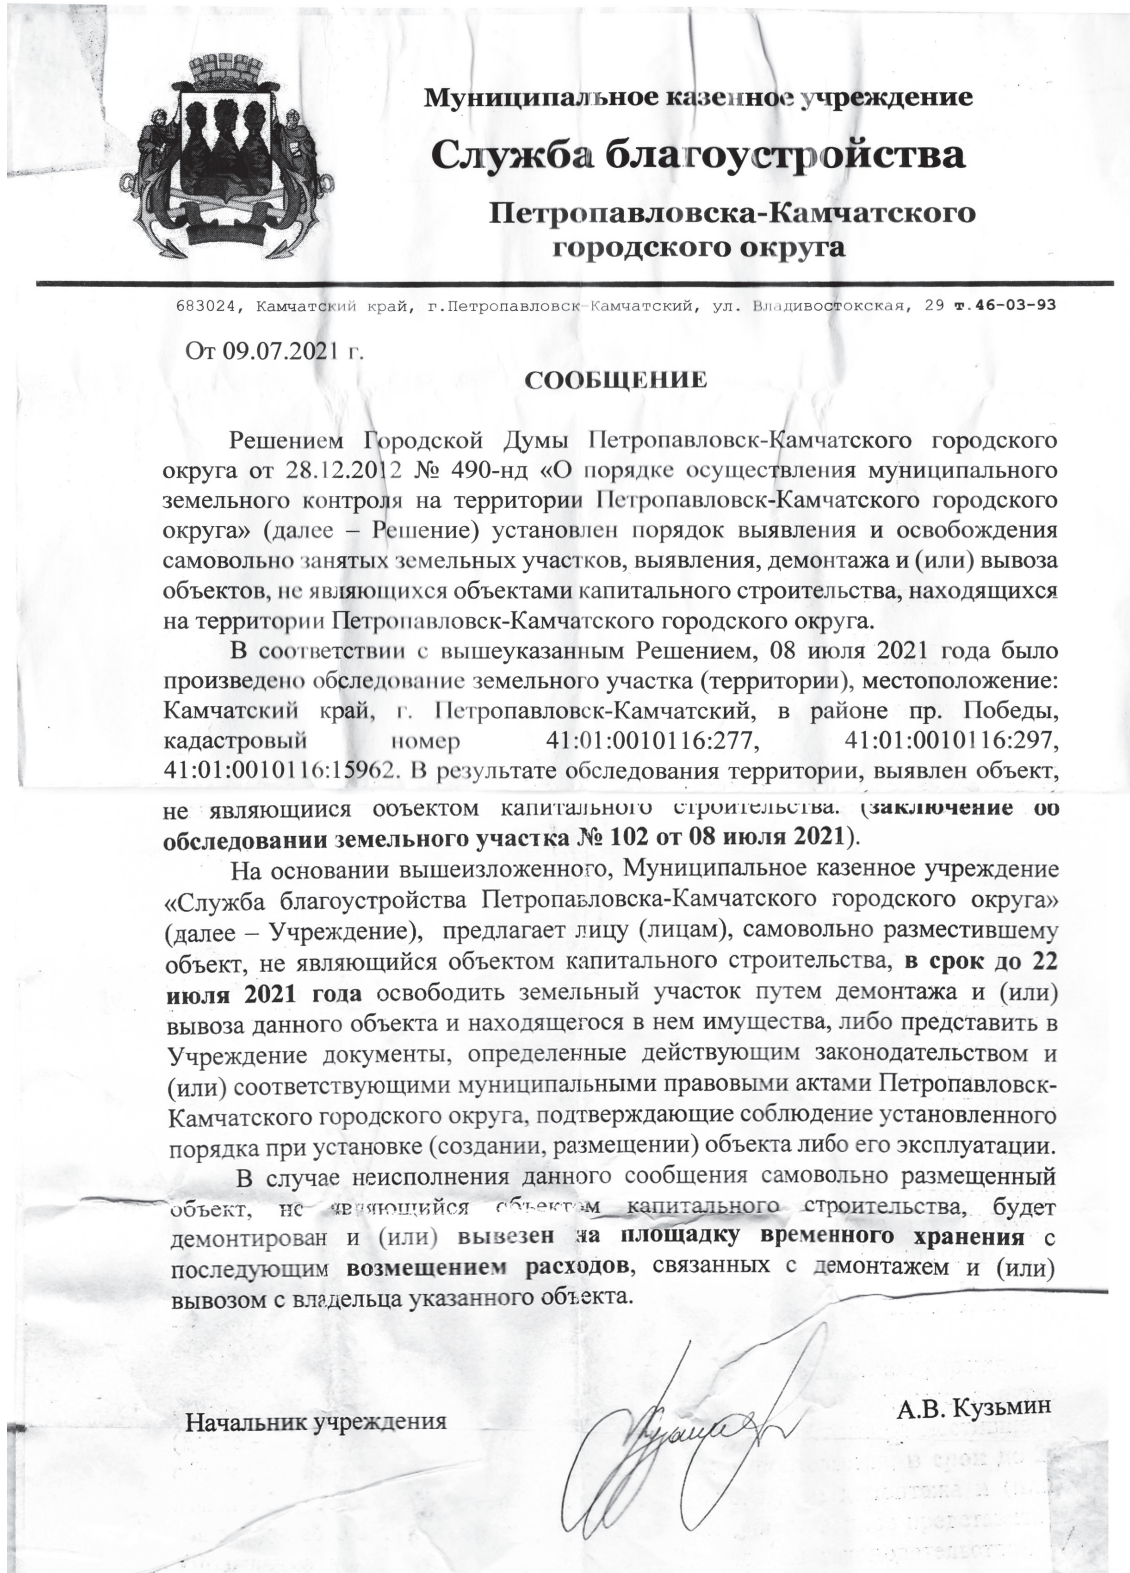 Муниципальное казенное учреждение
Служба благоустройства
Петропавловска-Камчатского
городского округа
683024, Камчатский край, г.Петропавловск-Камчатский, ул. Владивостокская, 29 т.46-03-93
От 09.07.2021 г.
СООБЩЕНИЕ
Решением Городской Думы Петропавловск-Камчатского городского
округа от 28.12.2012 № 490-нд «О порядке осуществления муниципального
земельного контроля на территории Петропавловск-Камчатского городского
округа» (далее – Решение) установлен порядок выявления и освобождения
самовольно занятых земельных участков, выявления, демонтажа и (или) вывоза
объектов, не являющихся объектами капитального строительства, находящихся
на территории Петропавловск-Камчатского городского округа.
В соответствии с вышеуказанным Решением, 08 июля 2021 года было
произведено обследование земельного участка (территории), местоположение:
Камчатский край, г. Петропавловск-Камчатский, в районе пр. Победы,
кадастровый номер 41:01:0010116:277, 41:01:0010116:297,
41:01:0010116:15962. В результате обследования территории, выявлен объект,
не являющийся объектом капитального строительства. (заключение об
обследовании земельного участка № 102 от 08 июля 2021).
На основании вышеизложенного, Муниципальное казенное учреждение
«Служба благоустройства Петропавловска-Камчатского городского округа»
(далее – Учреждение), предлагает лицу (лицам), самовольно разместившему
объект, не являющийся объектом капитального строительства, в срок до 22
июля 2021 года освободить земельный участок путем демонтажа и (или)
вывоза данного объекта и находящегося в нем имущества, либо представить в
Учреждение документы, определенные действующим законодательством и
(или) соответствующими муниципальными правовыми актами Петропавловск-
Камчатского городского округа, подтверждающие соблюдение установленного
порядка при установке (создании, размещении) объекта либо его эксплуатации.
В случае неисполнения данного сообщения самовольно размещенный
объект, не являющийся объектом капитального строительства, будет
демонтирован и (или) вывезен на площадку временного хранения с
последующим возмещением расходов, связанных с демонтажем и (или)
вывозом с владельца указанного объекта.
Начальник учреждения
А.В. Кузьмин